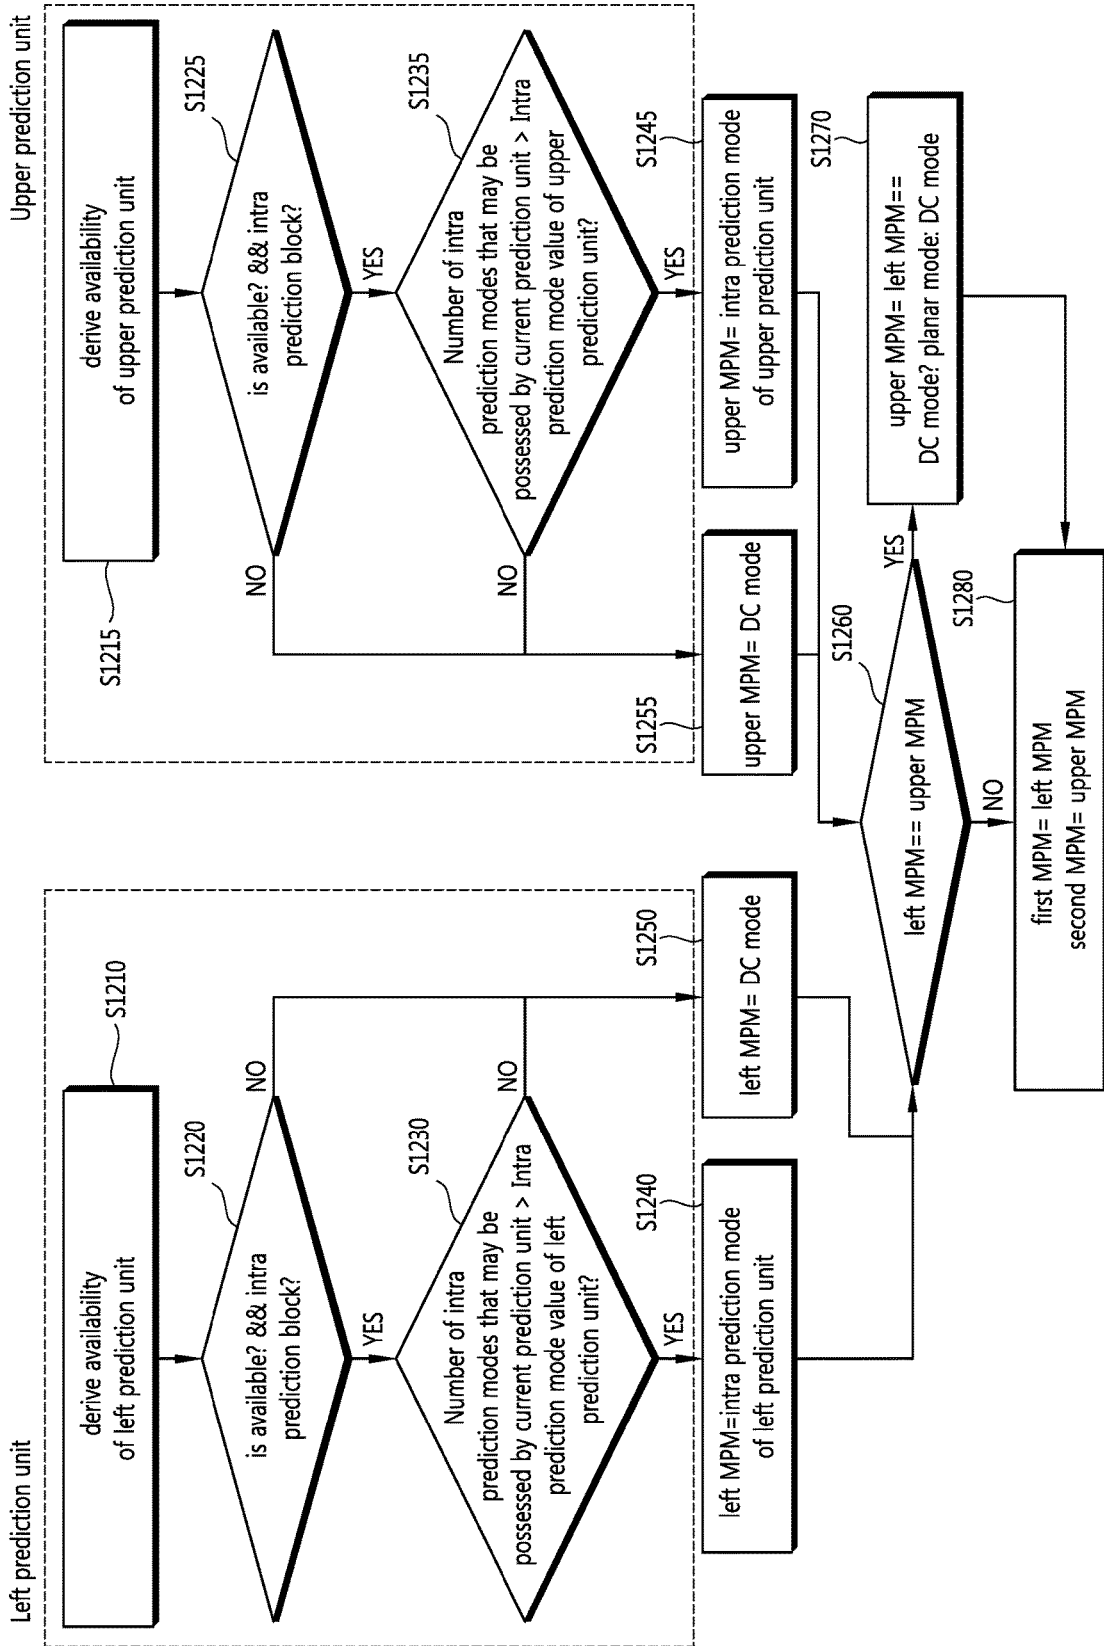 Left prediction unit
derive availability
of left prediction unit
S1210
is available? && intra
prediction block?
S1220
NO
YES
Number of intra
prediction modes that may be
possessed by current prediction unit > Intra
prediction mode value of left
prediction unit?
S1230
NO
YES
left MPM=intra prediction mode
of left prediction unit
S1240
left MPM= DC mode
S1250
Upper prediction unit
derive availability
of upper prediction unit
S1215
is available? && intra
prediction block?
S1225
NO
YES
Number of intra
prediction modes that may be
possessed by current prediction unit > Intra
prediction mode value of upper
prediction unit?
S1235
NO
YES
upper MPM= DC mode
S1255
upper MPM= intra prediction mode
of upper prediction unit
S1245
left MPM== upper MPM
S1260
YES
NO
upper MPM= left MPM==
DC mode? planar mode: DC mode
S1270
first MPM= left MPM
second MPM= upper MPM
S1280